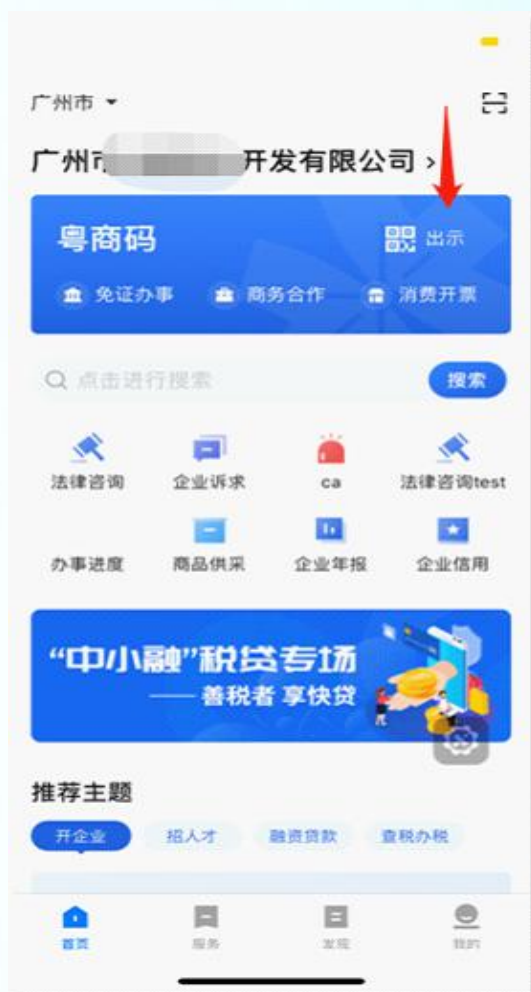 广州市
广州市 开发有限公司 >
粤商码 出示
免证办事 商务合作 消费开票
点击进行搜索 搜索
法律咨询 企业诉求 ca 法律咨询test
办事进度 商品供采 企业年报 企业信用
“中小融”税贷专场
——善税者 享快贷
推荐主题
开企业 招人才 融资贷款 查税办税
首页 服务 发现 我的